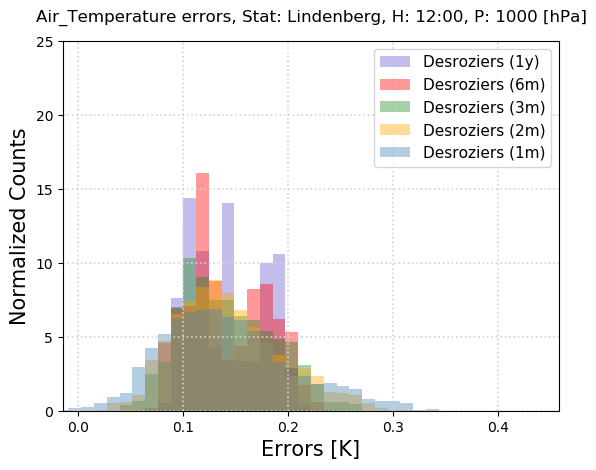 Air_Temperature errors, Stat: Lindenberg, H: 12:00, P: 1000 [hPa]
25
20
15
10
5
0
Normalized Counts
Desroziers (1y)
Desroziers (6m)
Desroziers (3m)
Desroziers (2m)
Desroziers (1m)
0.0 0.1 0.2 0.3 0.4
Errors [K]